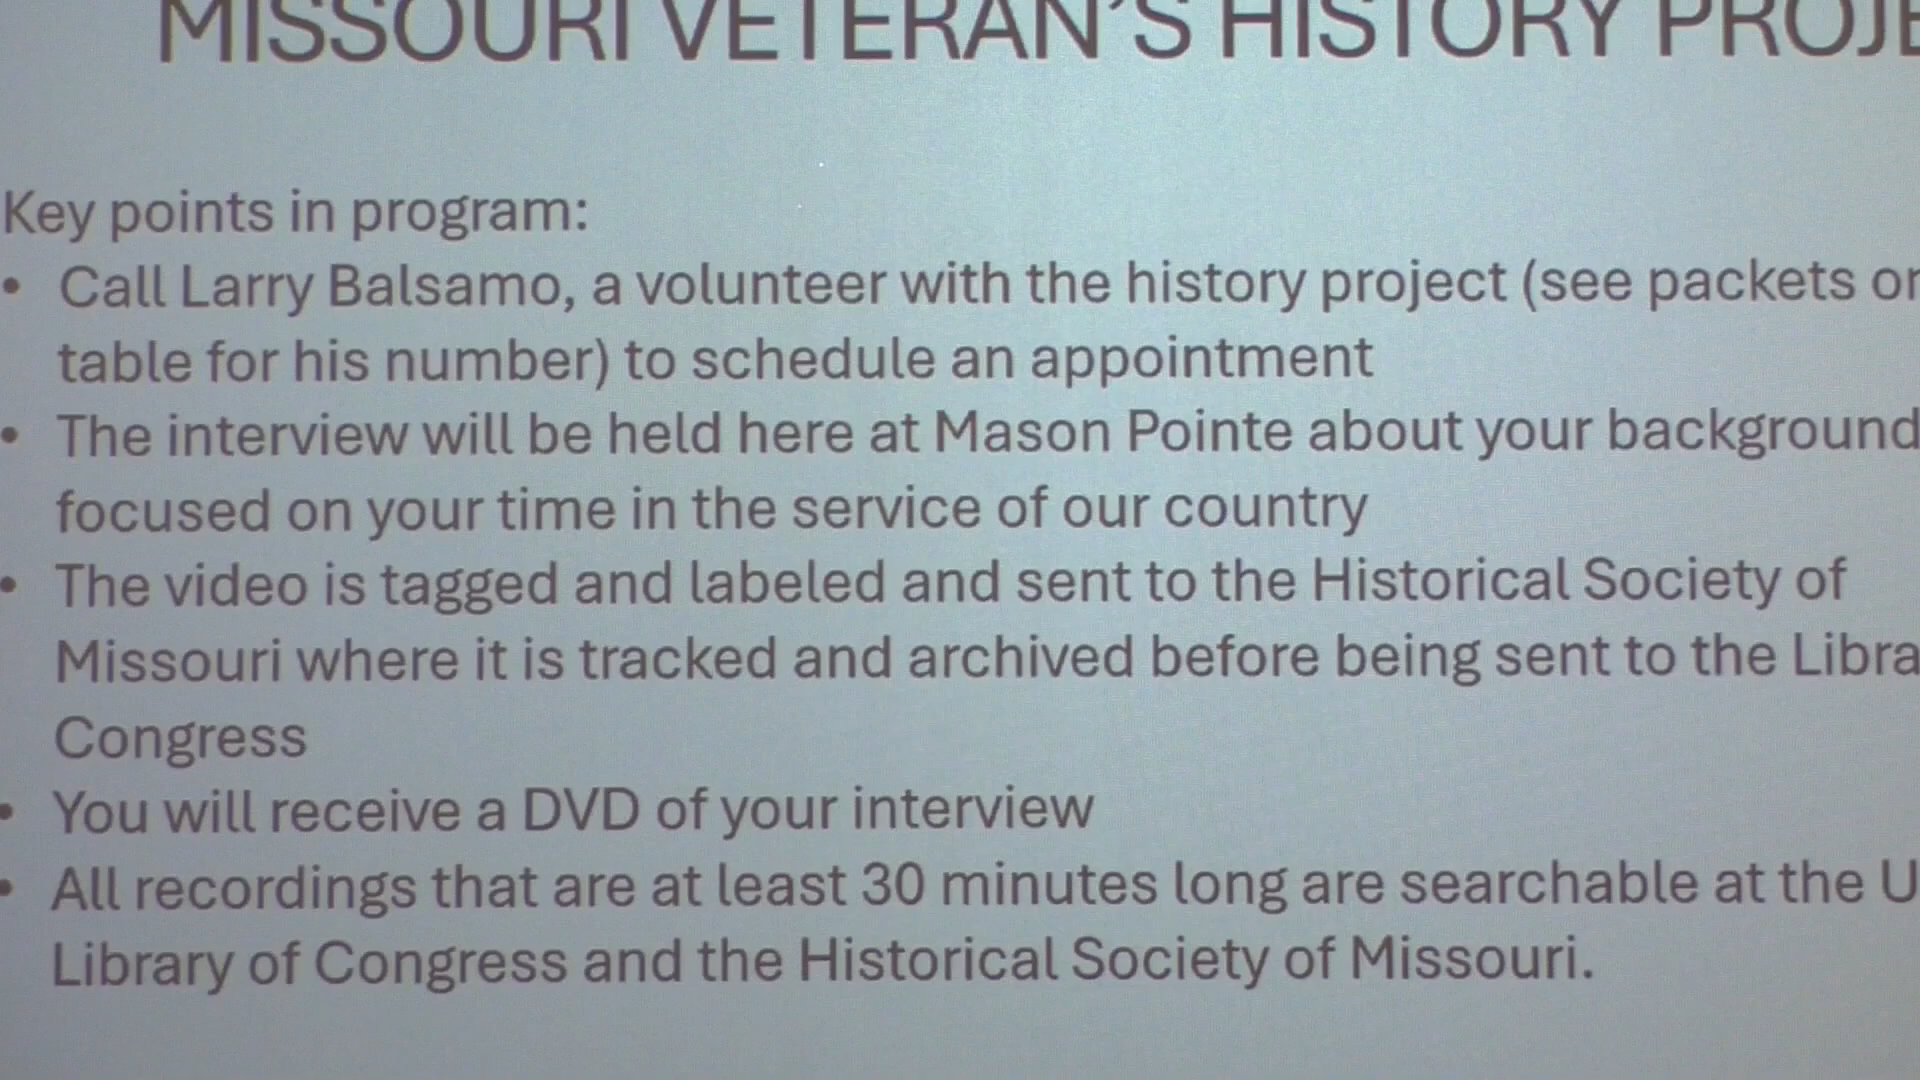 MISSOURI VETERAN'S HISTORY PROJE
Key points in program:
• Call Larry Balsamo, a volunteer with the history project (see packets or
table for his number) to schedule an appointment
• The interview will be held here at Mason Pointe about your background
focused on your time in the service of our country
• The video is tagged and labeled and sent to the Historical Society of
Missouri where it is tracked and archived before being sent to the Libra
Congress
• You will receive a DVD of your interview
• All recordings that are at least 30 minutes long are searchable at the U
Library of Congress and the Historical Society of Missouri.